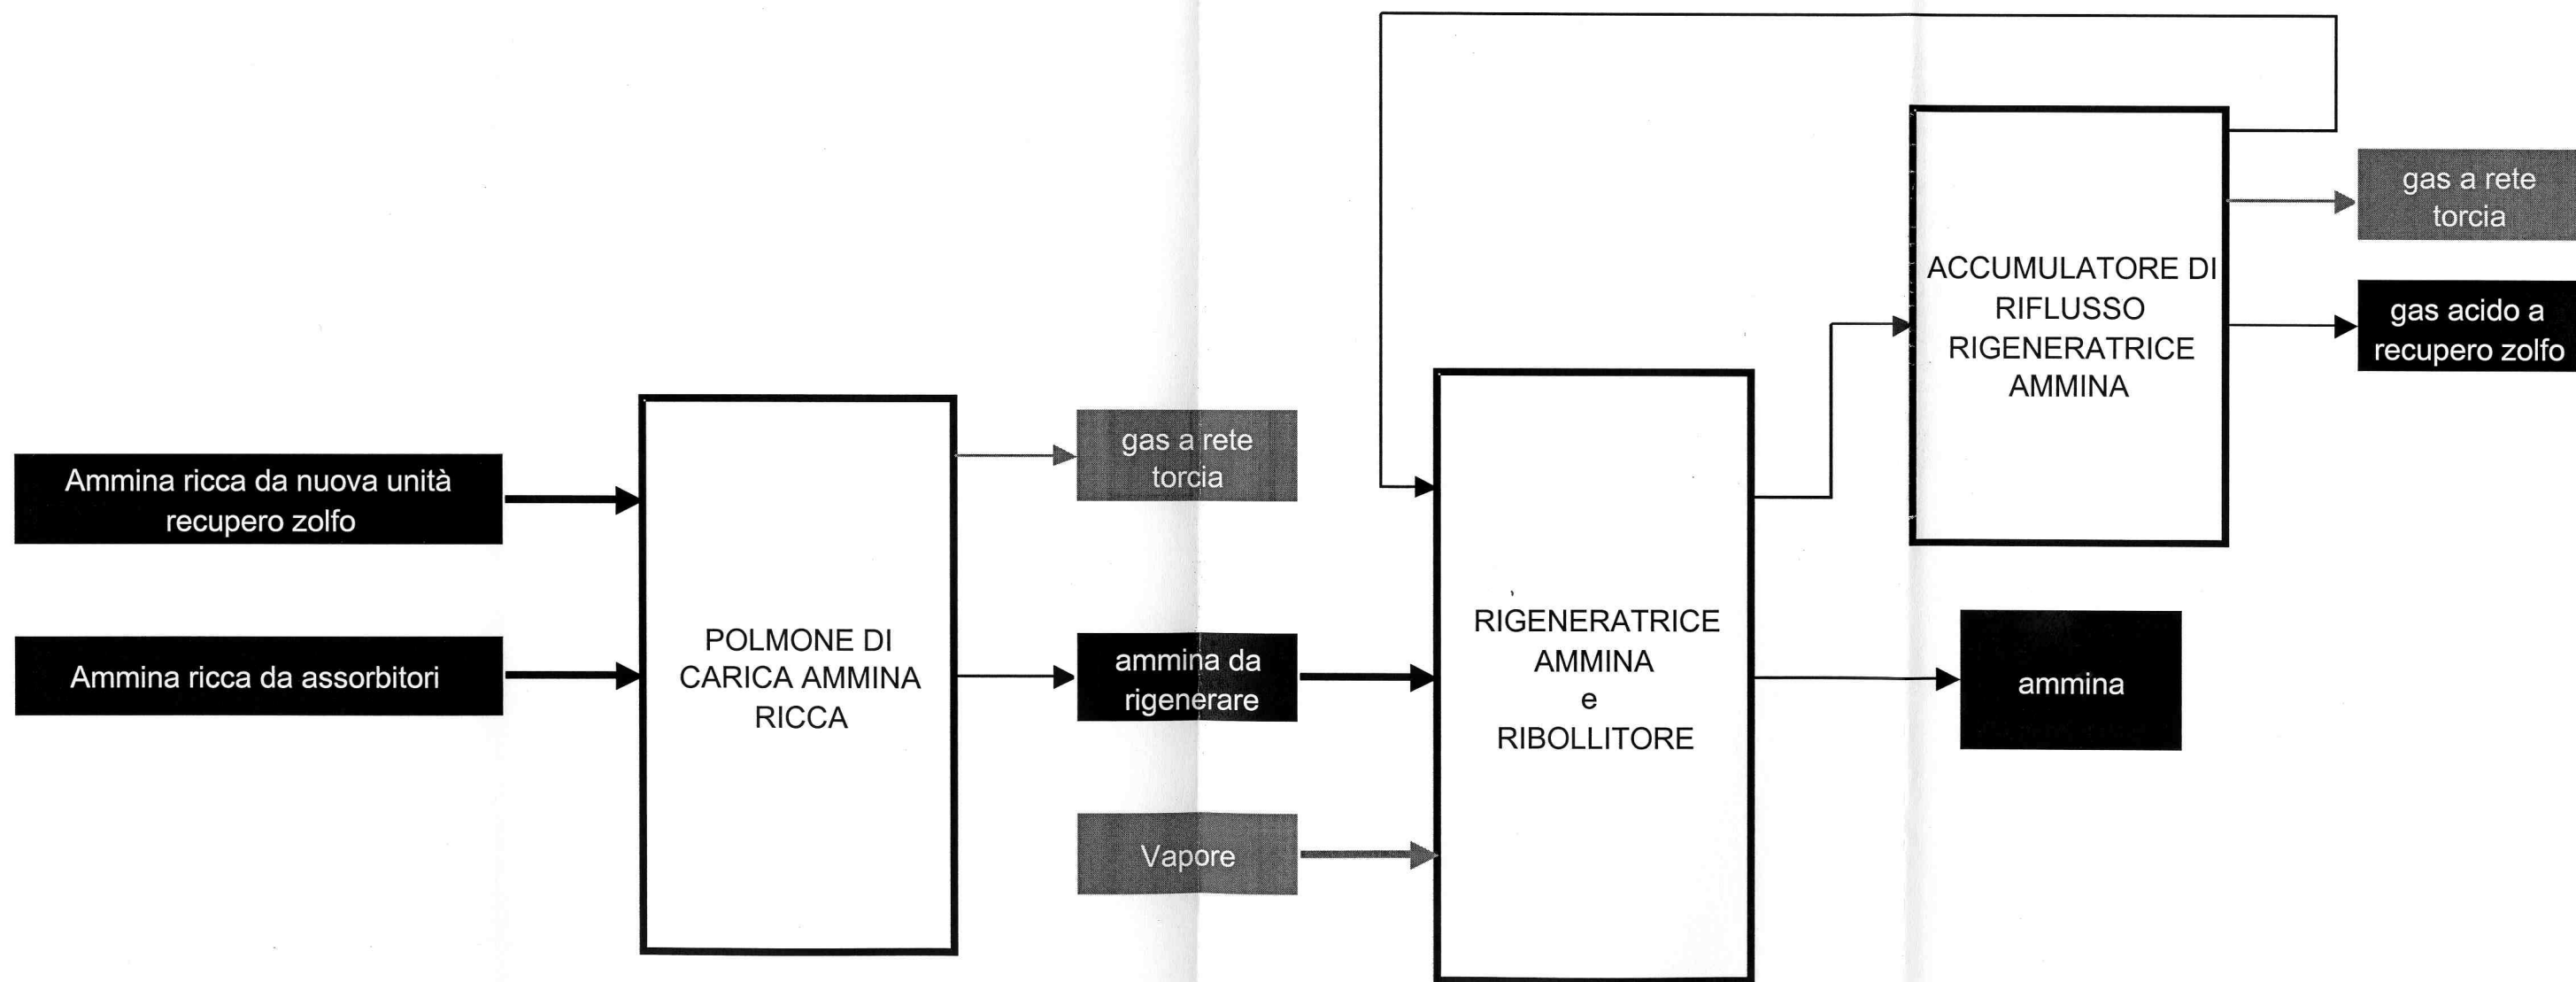 Ammina ricca da nuova unità
recupero zolfo
Ammina ricca da assorbitori
POLMONE DI
CARICA AMMINA
RICCA
gas a rete
torcia
ammina da
rigenerare
Vapore
RIGENERATRICE
AMMINA
e
RIBOLLITORE
ACCUMULATORE DI
RIFLUSSO
RIGENERATRICE
AMMINA
gas a rete
torcia
gas acido a
recupero zolfo
ammina